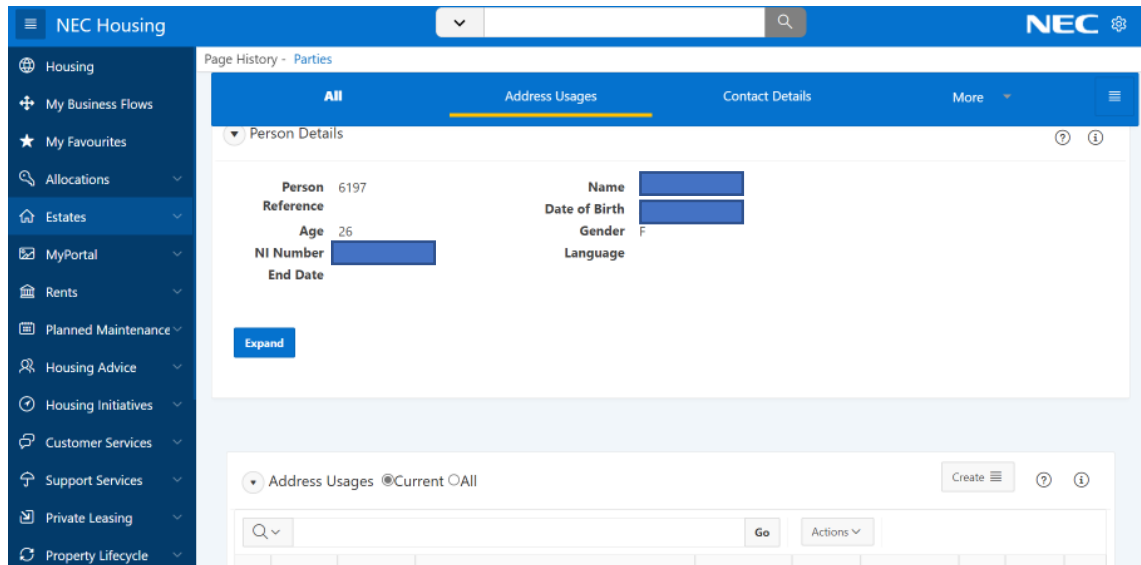 NEC Housing
NEC
Page History - Parties
Housing
My Business Flows
My Favourites
Allocations
Estates
MyPortal
Rents
Planned Maintenance
Housing Advice
Housing Initiatives
Customer Services
Support Services
Private Leasing
Property Lifecycle
All Address Usages Contact Details More
Person Details
Person Reference 6197
Age 26
NI Number
End Date
Name
Date of Birth
Gender F
Language
Expand
Address Usages Current All
Create
Go Actions